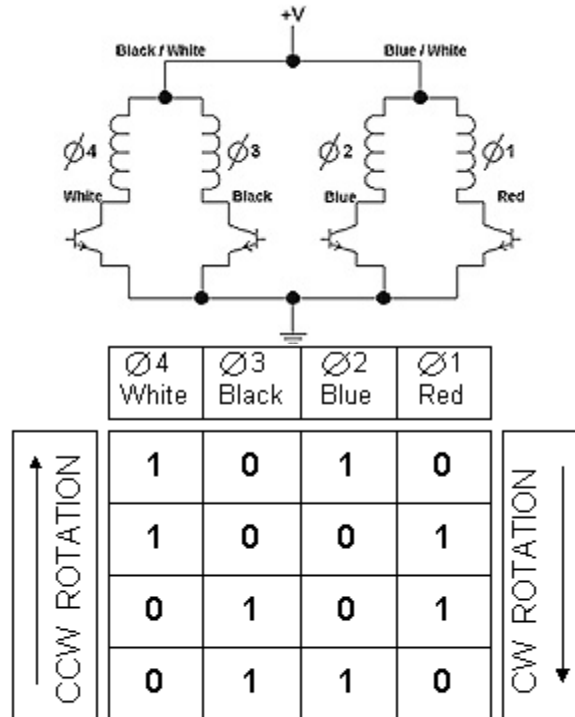 +V
Black / White
Blue / White
Ø4
Ø3
Ø2
Ø1
White
Black
Blue
Red
Ø4 Ø3 Ø2 Ø1
White Black Blue Red
CCW ROTATION
1 0 1 0
1 0 0 1
0 1 0 1
0 1 1 0
CW ROTATION